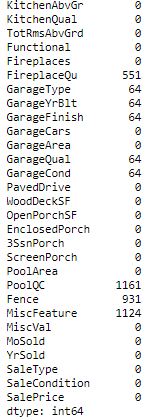 KitchenAbvGr 0
KitchenQual 0
TotRmsAbvGrd 0
Functional 0
Fireplaces 0
FireplaceQu 551
GarageType 64
GarageYrBlt 64
GarageFinish 64
GarageCars 0
GarageArea 0
GarageQual 64
GarageCond 64
PavedDrive 0
WoodDeckSF 0
OpenPorchSF 0
EnclosedPorch 0
3SsnPorch 0
ScreenPorch 0
PoolArea 0
PoolQC 1161
Fence 931
MiscFeature 1124
MiscVal 0
MoSold 0
YrSold 0
SaleType 0
SaleCondition 0
SalePrice 0
dtype: int64